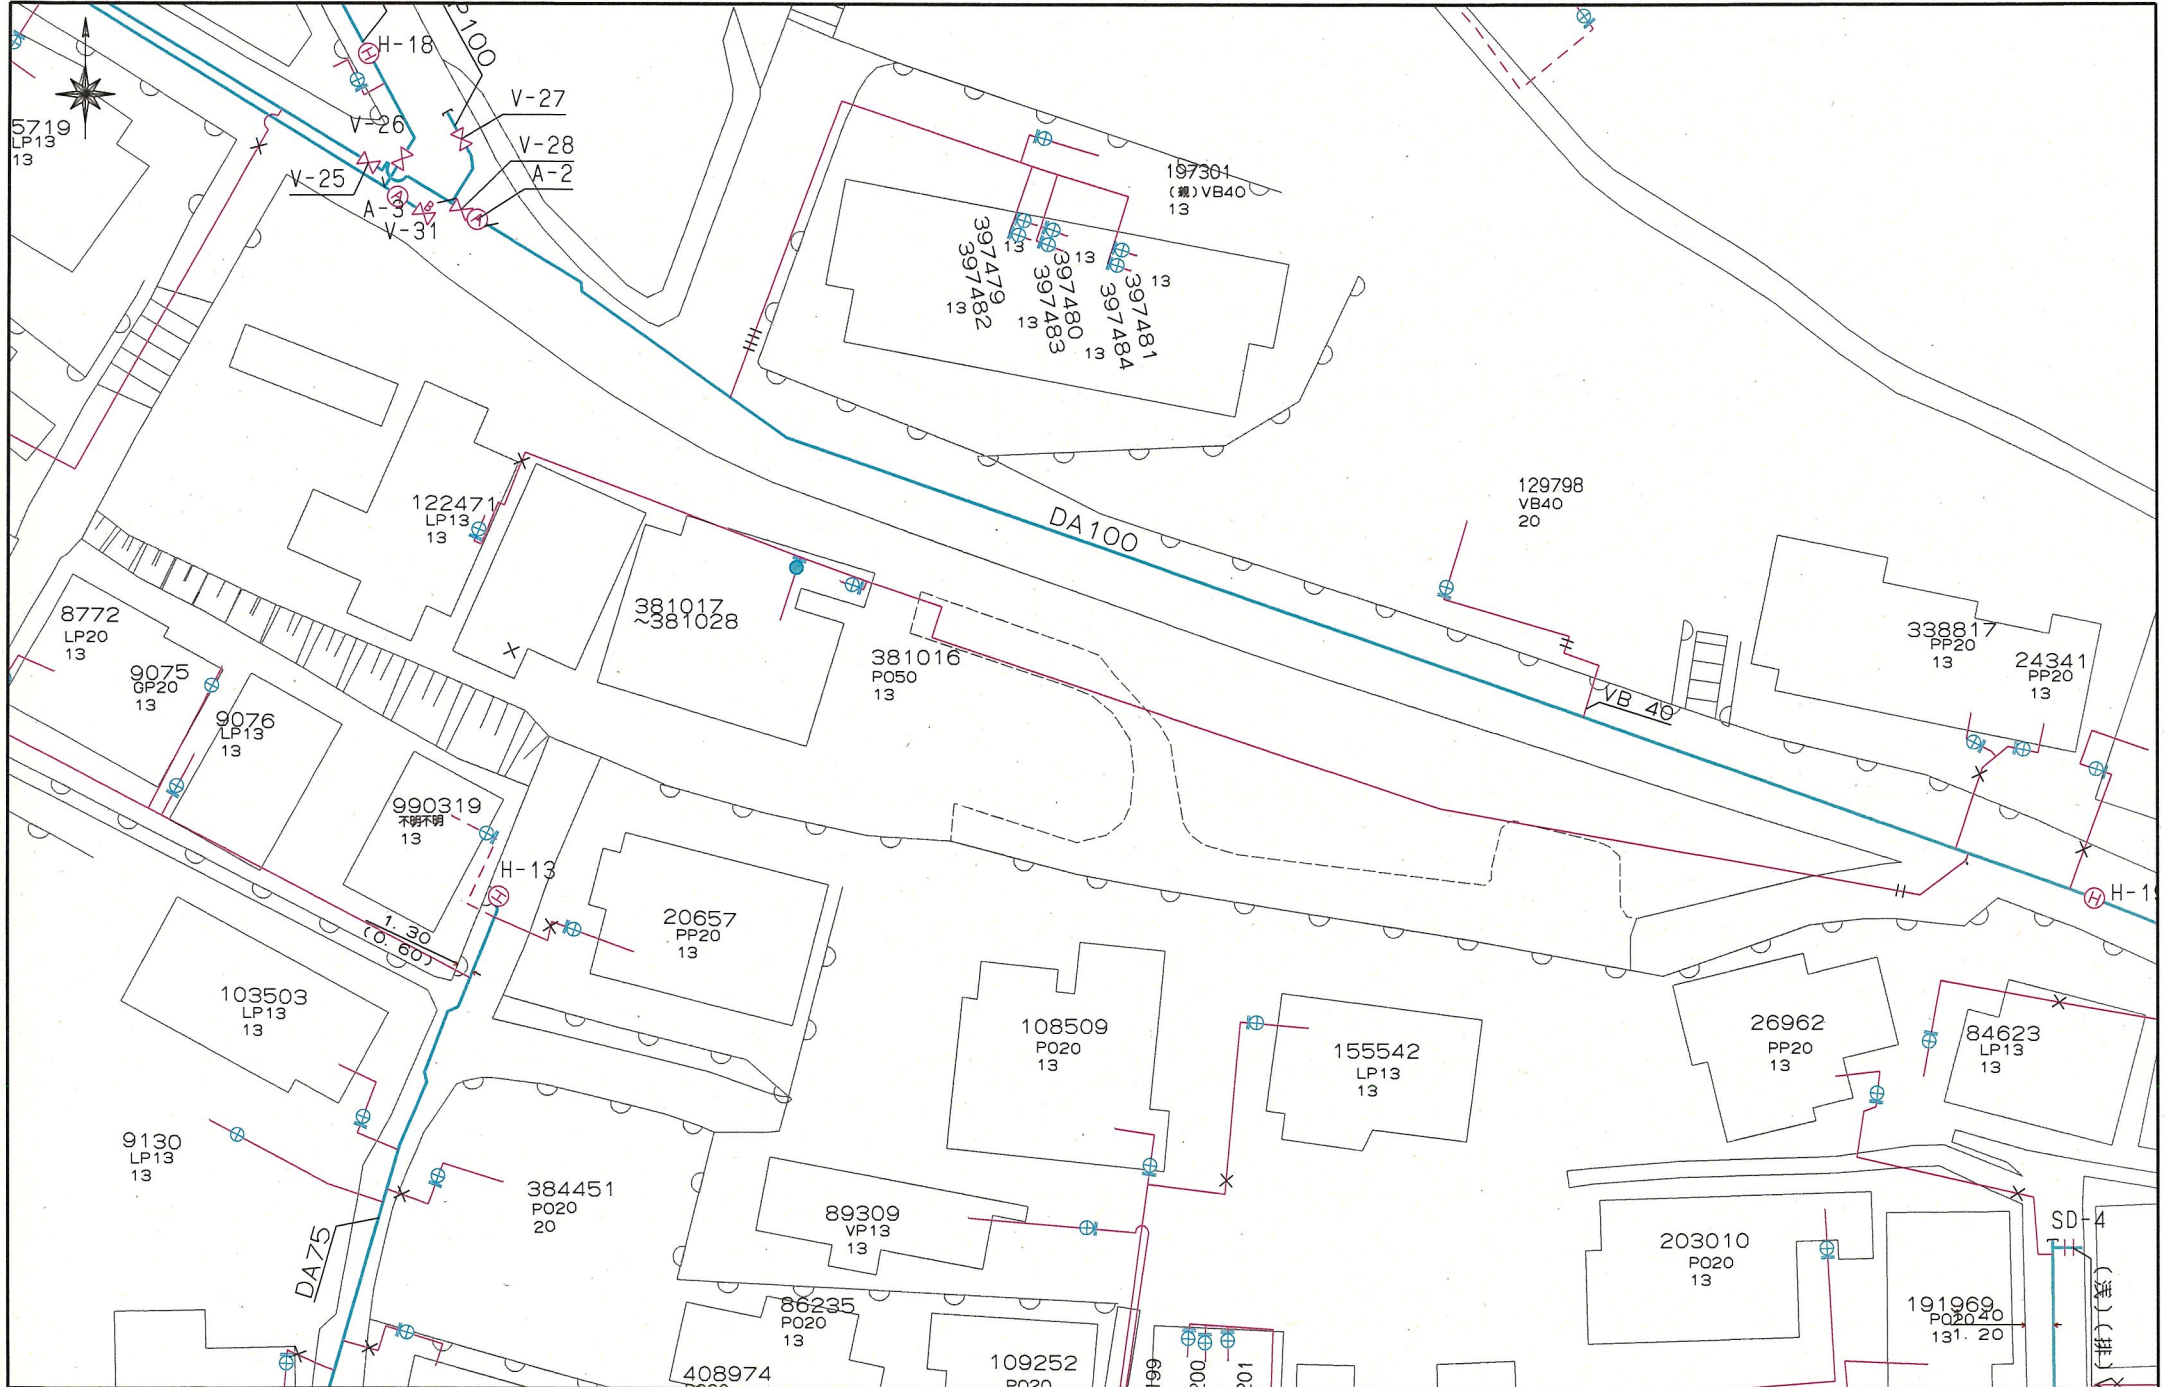 H-18
P100
V-27
V-26
V-28
A-2
V-25
A-3
B
V-31
5719
LP13
13
197301
(親)VB40
13
397479
13
397482
13
397480
13
397483
13
397481
13
397484
13
122471
LP13
13
DA100
129798
VB40
20
381017
~381028
381016
PO50
13
338817
PP20
13
24341
PP20
13
VB 40
8772
LP20
13
9075
GP20
13
9076
LP13
13
990319
不明不明
13
H-13
20657
PP20
13
1.30
(0.60)
103503
LP13
13
108509
PO20
13
155542
LP13
13
26962
PP20
13
84623
LP13
13
9130
LP13
13
384451
PO20
20
DA75
89309
VP13
13
203010
PO20
13
SD-4
191969
13
1.20
86235
PO20
13
408974
109252
PO20
200
201